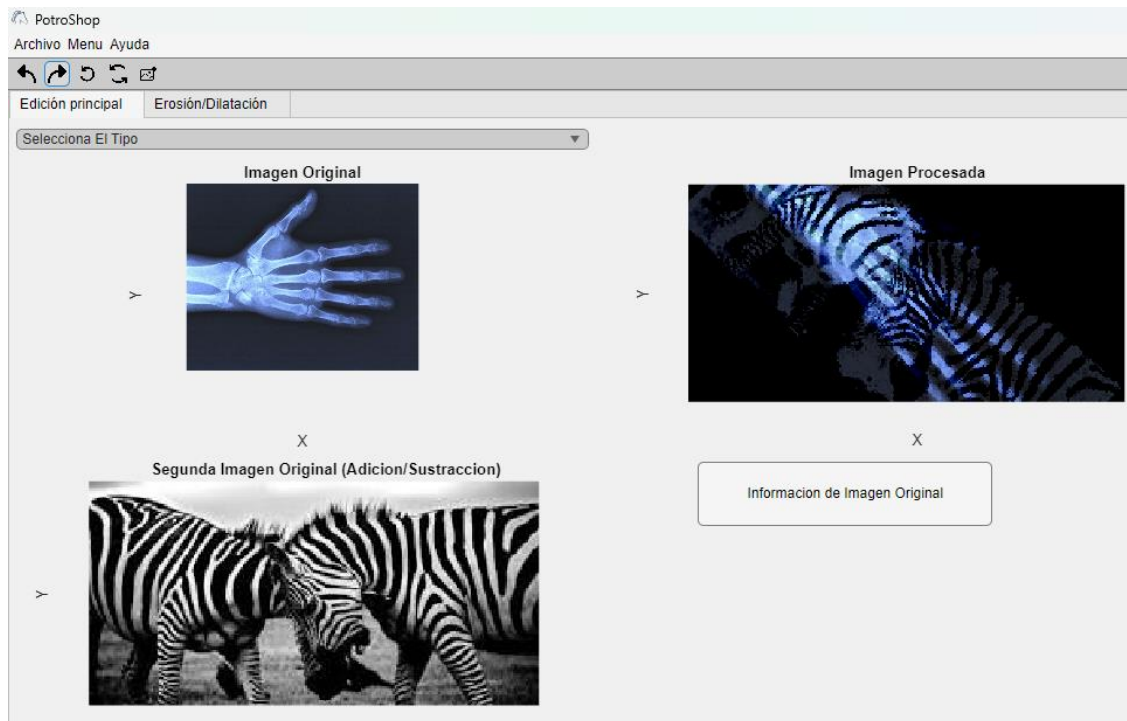 PotroShop
Archivo Menu Ayuda
Edición principal Erosión/Dilatación
Selecciona El Tipo
Imagen Original
Imagen Procesada
Y
Y
X
X
Segunda Imagen Original (Adicion/Sustraccion)
Informacion de Imagen Original
Y